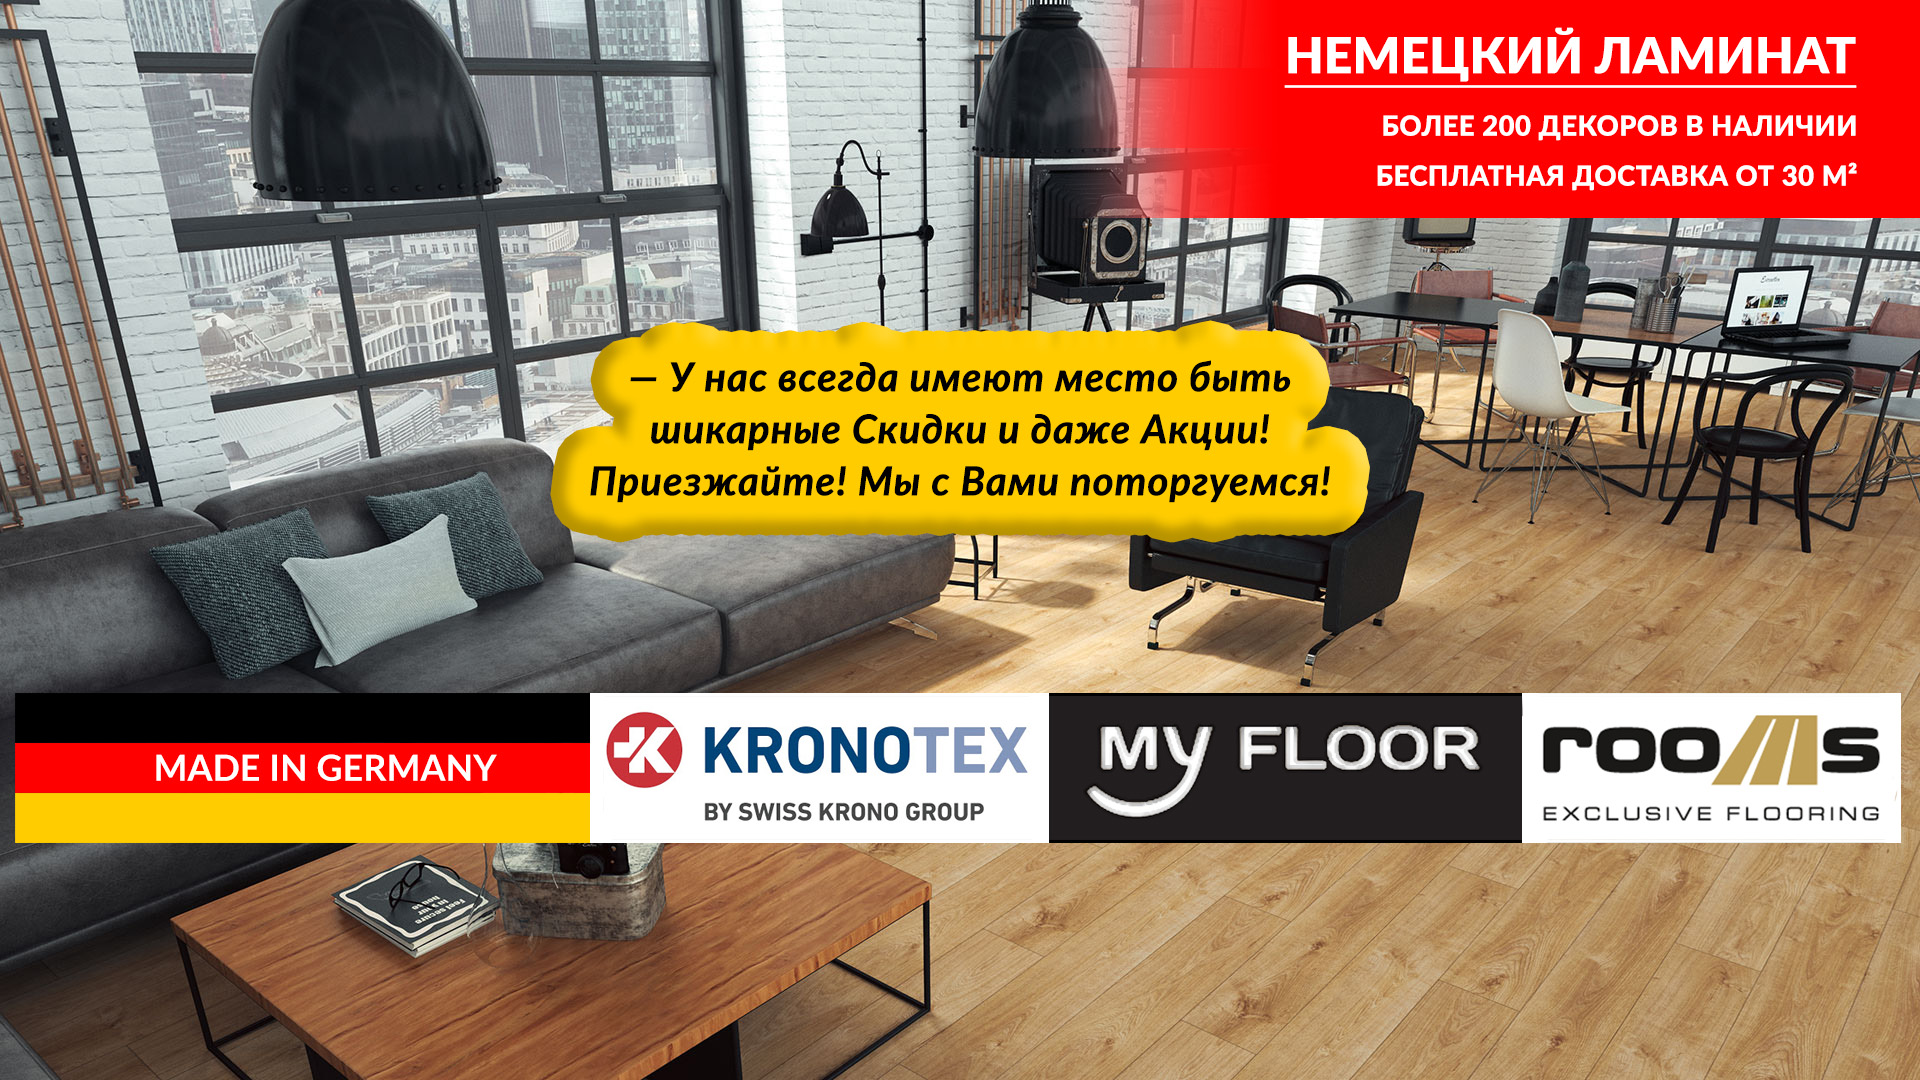 НЕМЕЦКИЙ ЛАМИНАТ
БОЛЕЕ 200 ДЕКОРОВ В НАЛИЧИИ
БЕСПЛАТНАЯ ДОСТАВКА ОТ 30 М²
— У нас всегда имеют место быть
шикарные Скидки и даже Акции!
Приезжайте! Мы с Вами поторгуемся!
MADE IN GERMANY
KRONOTEX
BY SWISS KRONO GROUP
MY FLOOR
rooms
EXCLUSIVE FLOORING